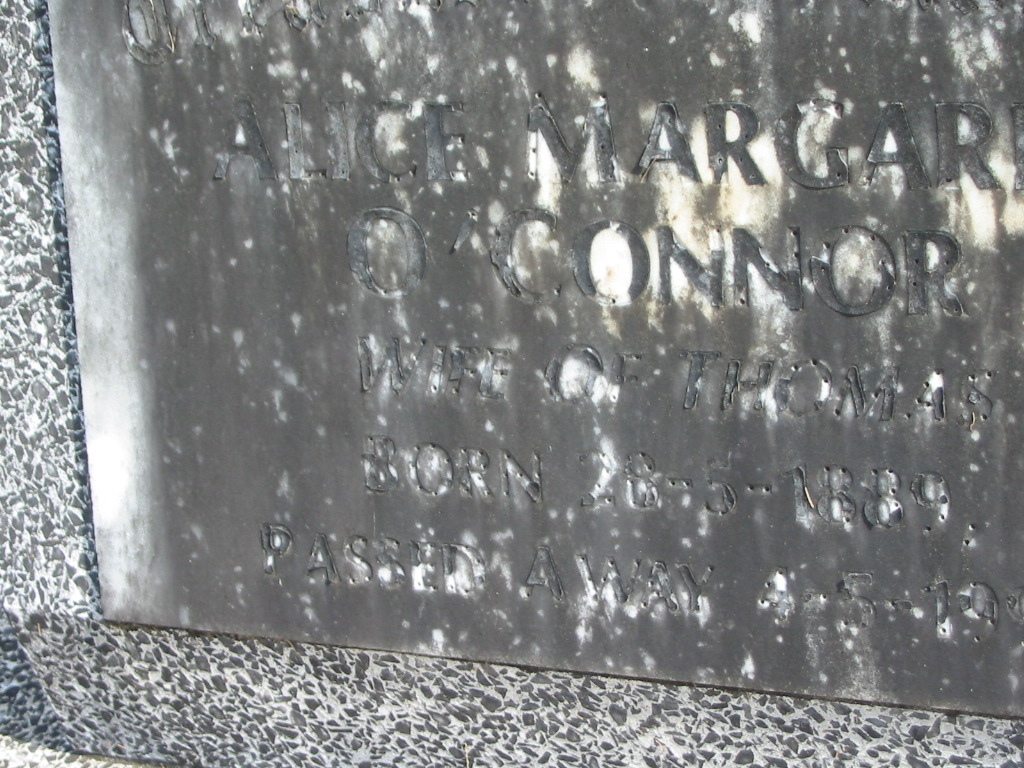 ALICE MARGARE
O'CONNOR
WIFE OF THOMAS
BORN 28-5-1889
PASSED AWAY 4-5-19